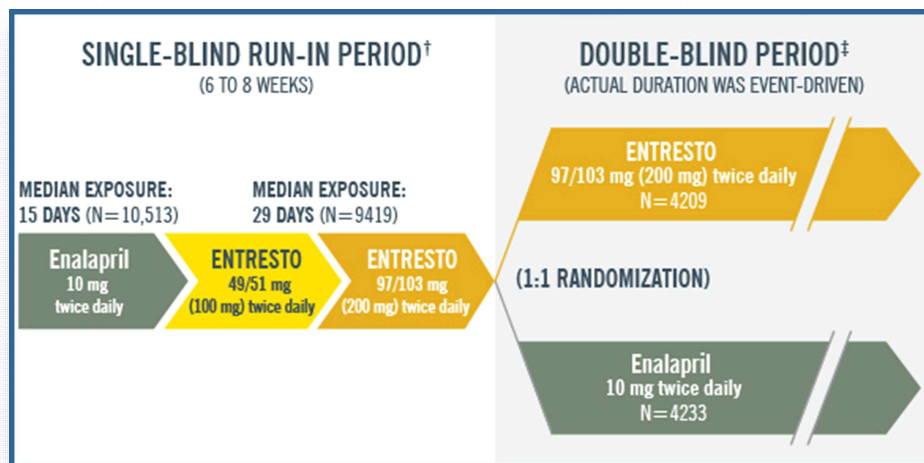 SINGLE-BLIND RUN-IN PERIOD†
(6 TO 8 WEEKS)
MEDIAN EXPOSURE:
15 DAYS (N=10,513)
MEDIAN EXPOSURE:
29 DAYS (N=9419)
Enalapril
10 mg
twice daily
ENTRESTO
49/51 mg
(100 mg) twice daily
ENTRESTO
97/103 mg
(200 mg) twice daily
DOUBLE-BLIND PERIOD‡
(ACTUAL DURATION WAS EVENT-DRIVEN)
ENTRESTO
97/103 mg (200 mg) twice daily
N=4209
(1:1 RANDOMIZATION)
Enalapril
10 mg twice daily
N=4233